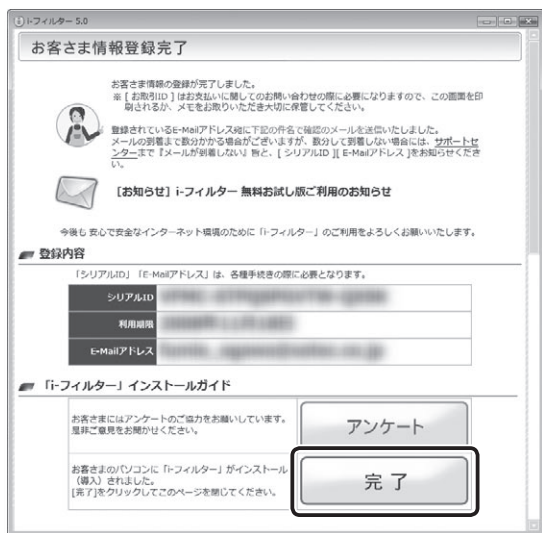 i-フィルター 5.0
お客さま情報登録完了
お客さま情報の登録が完了しました。
※ [ お取引ID ] はお支払いに関してのお問い合わせの際に必要になりますので、この画面を印
刷されるか、メモをお取りいただき大切に保管してください。
登録されているE-Mailアドレス宛に下記の件名で確認のメールを送信いたしました。
メールの到着まで数分かかる場合がございますが、数分して到着しない場合には、サポートセ
ンターまで『メールが到着しない』旨と、[ シリアルID ][ E-Mailアドレス ]をお知らせくださ
い。
[お知らせ] i-フィルター 無料お試し版ご利用のお知らせ
今後も 安心で安全なインターネット環境のために「i-フィルター」のご利用をよろしくお願いいたします。
登録内容
「シリアルID」「E-Mailアドレス」は、各種手続きの際に必要となります。
シリアルID
利用期限
E-Mailアドレス
「i-フィルター」インストールガイド
お客さまにはアンケートのご協力をお願いしています。
是非ご意見をお聞かせください。
アンケート
お客さまのパソコンに「i-フィルター」がインストール
(導入)されました。
[完了]をクリックしてこのページを閉じてください。
完了